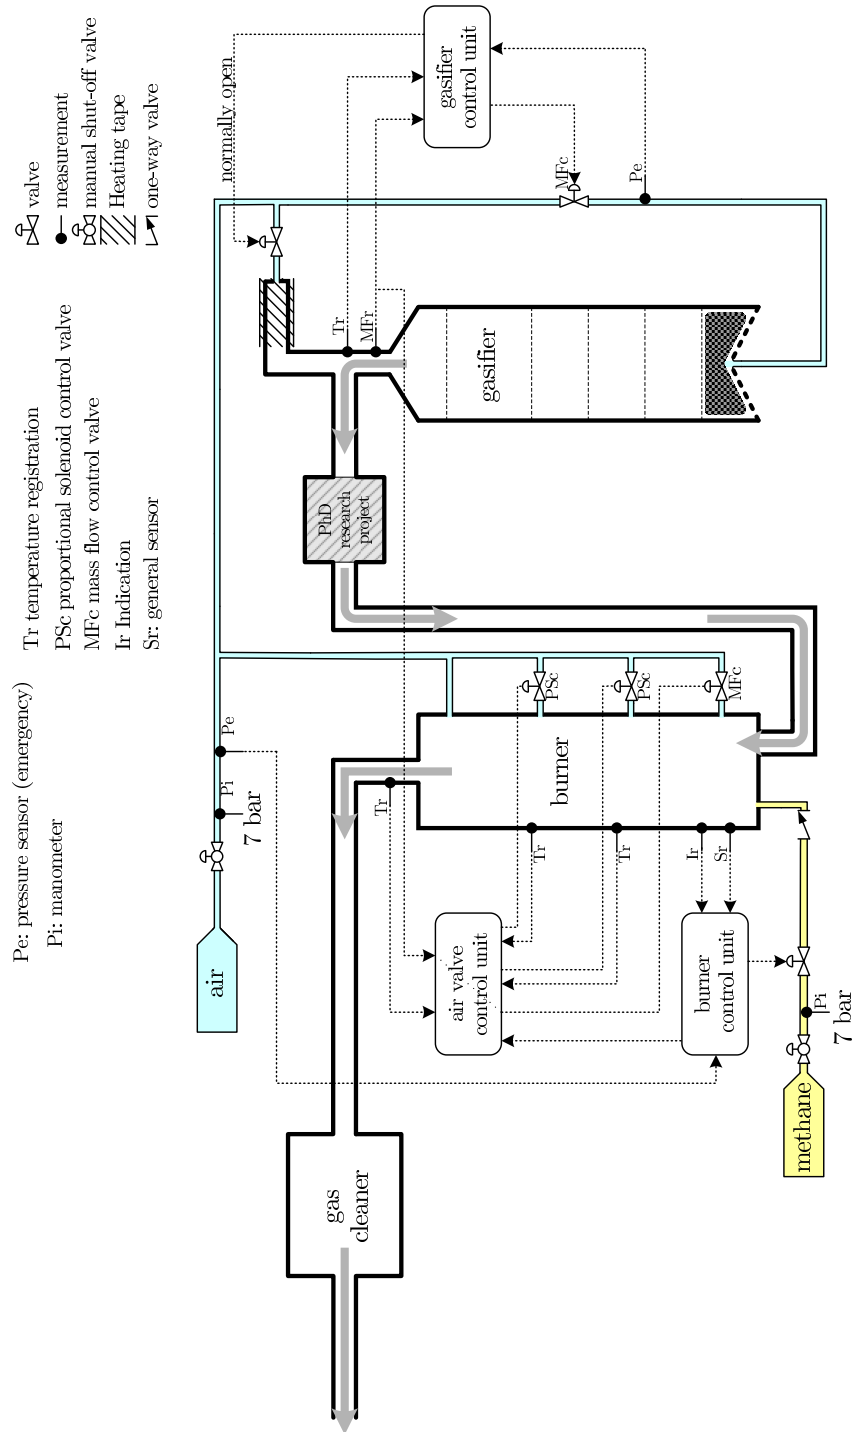 Pe: pressure sensor (emergency)
Pi: manometer
Tr temperature registration
PSc proportional solenoid control valve
MFc mass flow control valve
Ir Indication
Sr: general sensor
valve
measurement
manual shut-off valve
Heating tape
one-way valve
air
7 bar
Pi
Pe
normally open
gasifier
control unit
Tr
MFr
MFc
Pe
gasifier
PhD
research
project
PSc
PSc
MFc
burner
Tr
Tr
Tr
Ir
Sr
air valve
control unit
burner
control unit
gas
cleaner
methane
Pi
7 bar